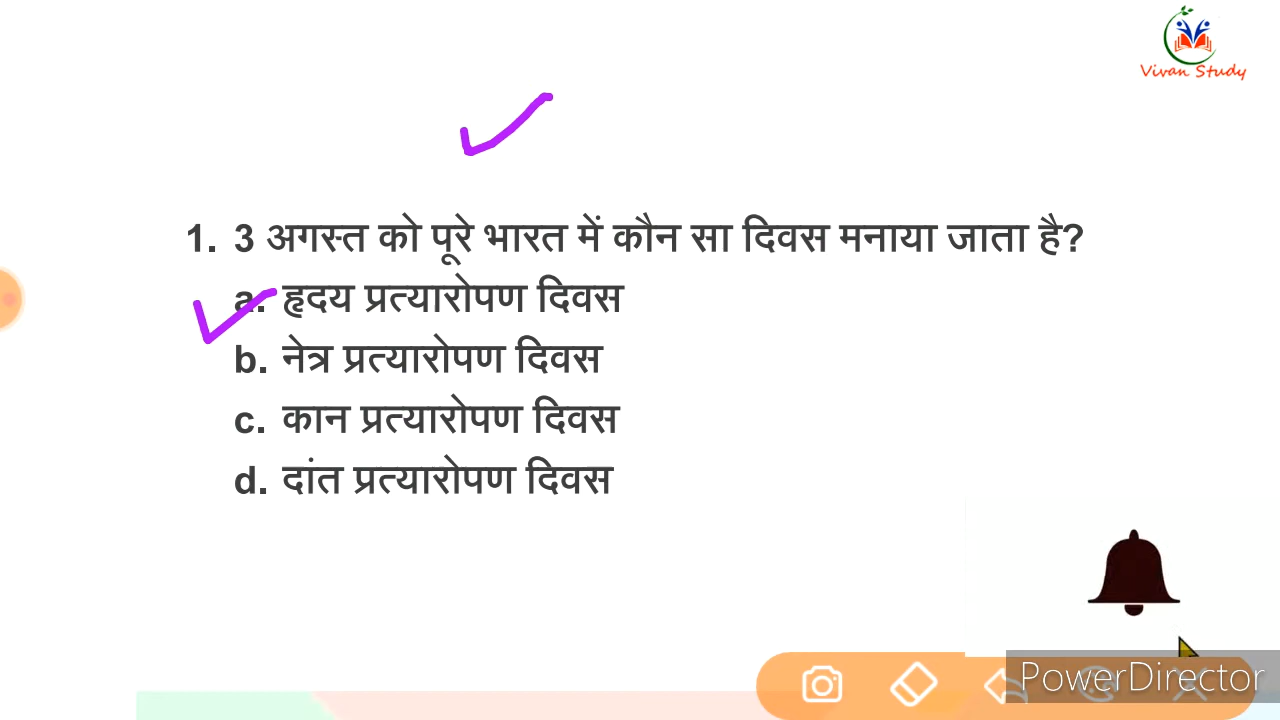 Vivan Study
1. 3 अगस्त को पूरे भारत में कौन सा दिवस मनाया जाता है?
a. हृदय प्रत्यारोपण दिवस
b. नेत्र प्रत्यारोपण दिवस
c. कान प्रत्यारोपण दिवस
d. दांत प्रत्यारोपण दिवस
PowerDirector